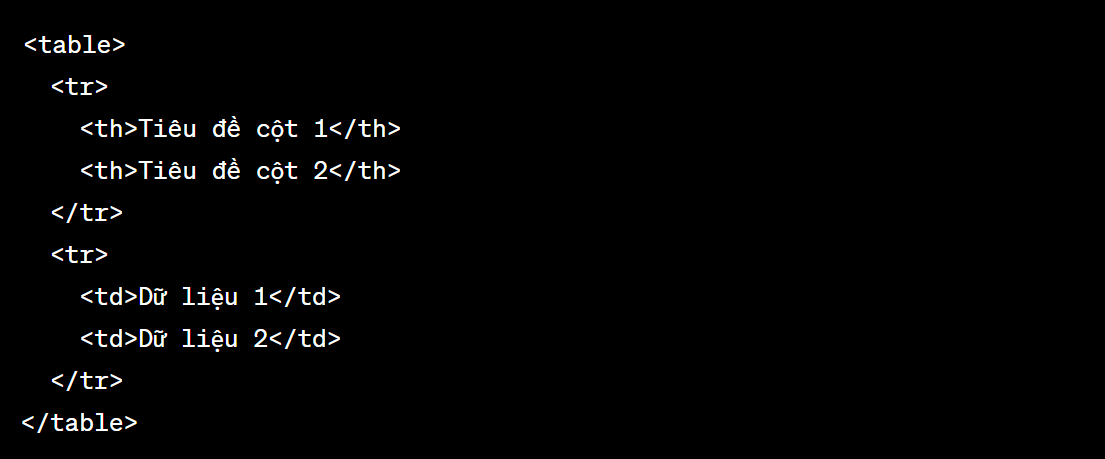 <table>
<tr>
<th>Tiêu đề cột 1</th>
<th>Tiêu đề cột 2</th>
</tr>
<tr>
<td>Dữ liệu 1</td>
<td>Dữ liệu 2</td>
</tr>
</table>